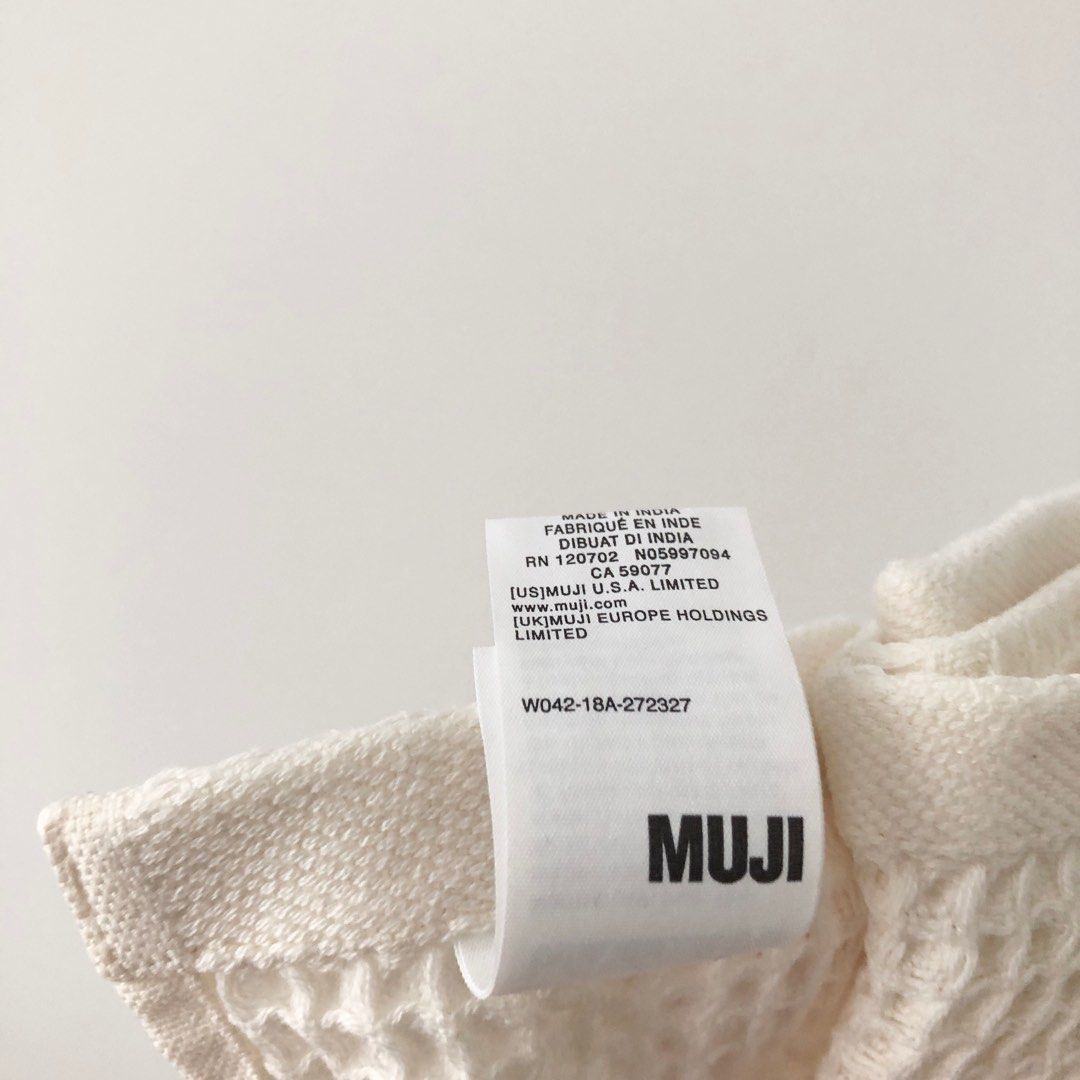 MADE IN INDIA
FABRIQUÉ EN INDE
DIBUAT DI INDIA
RN 120702 N05997094
CA 59077
[US]MUJI U.S.A. LIMITED
www.muji.com
[UK]MUJI EUROPE HOLDINGS
LIMITED
W042-18A-272327
MUJI